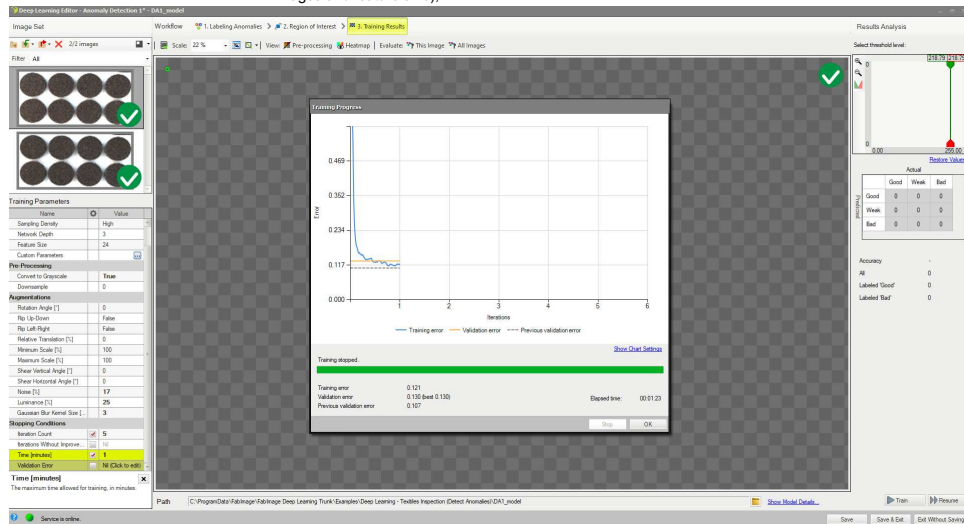 Deep Learning Editor - Anomaly Detection 1* - DA1_model
Image Set
2/2 images
Filter All
Workflow 1. Labeling Anomalies 2. Region of Interest 3. Training Results
Scale: 22 % View: Pre-processing Heatmap Evaluate: This Image All Images
Training Parameters
Name Value
Sampling Density High
Network Depth 3
Feature Size 24
Custom Parameters ...
Pre-Processing
Convert to Grayscale True
Downsample 0
Augmentations
Rotation Angle [°] 0
Flip Up-Down False
Flip Left-Right False
Relative Translation [%] 0
Minimum Scale [%] 100
Maximum Scale [%] 100
Shear Vertical Angle [°] 0
Shear Horizontal Angle [°] 0
Noise [%] 17
Luminance [%] 25
Gaussian Blur Kernel Size [... 3
Stopping Conditions
Iteration Count 5
Iterations Without Improve... Nil
Time [minutes] 1
Validation Error Nil (Click to edit)
Time [minutes]
The maximum time allowed for training, in minutes.
Service is online.
Training Progress
Error
0.469
0.352
0.234
0.117
0.000
1 2 3 4 5 6
Iterations
Training error Validation error Previous validation error
Show Chart Settings
Training stopped.
Training error 0.121
Validation error 0.130 (best 0.130)
Previous validation error 0.107
Elapsed time: 00:01:23
Stop OK
Path C:\ProgramData\FabImage\FabImage Deep Learning Trunk\Examples\Deep Learning - Textiles Inspection (Detect Anomalies)\DA1_model
Show Model Details...
Results Analysis
Select threshold level:
218.79 218.79
0
0
0.00 255.00
Restore Values
Actual
Good Weak Bad
Predicted
Good 0 0 0
Weak 0 0 0
Bad 0 0 0
Accuracy -
All 0
Labeled 'Good' 0
Labeled 'Bad' 0
Train Resume
Save Save & Exit Exit Without Saving